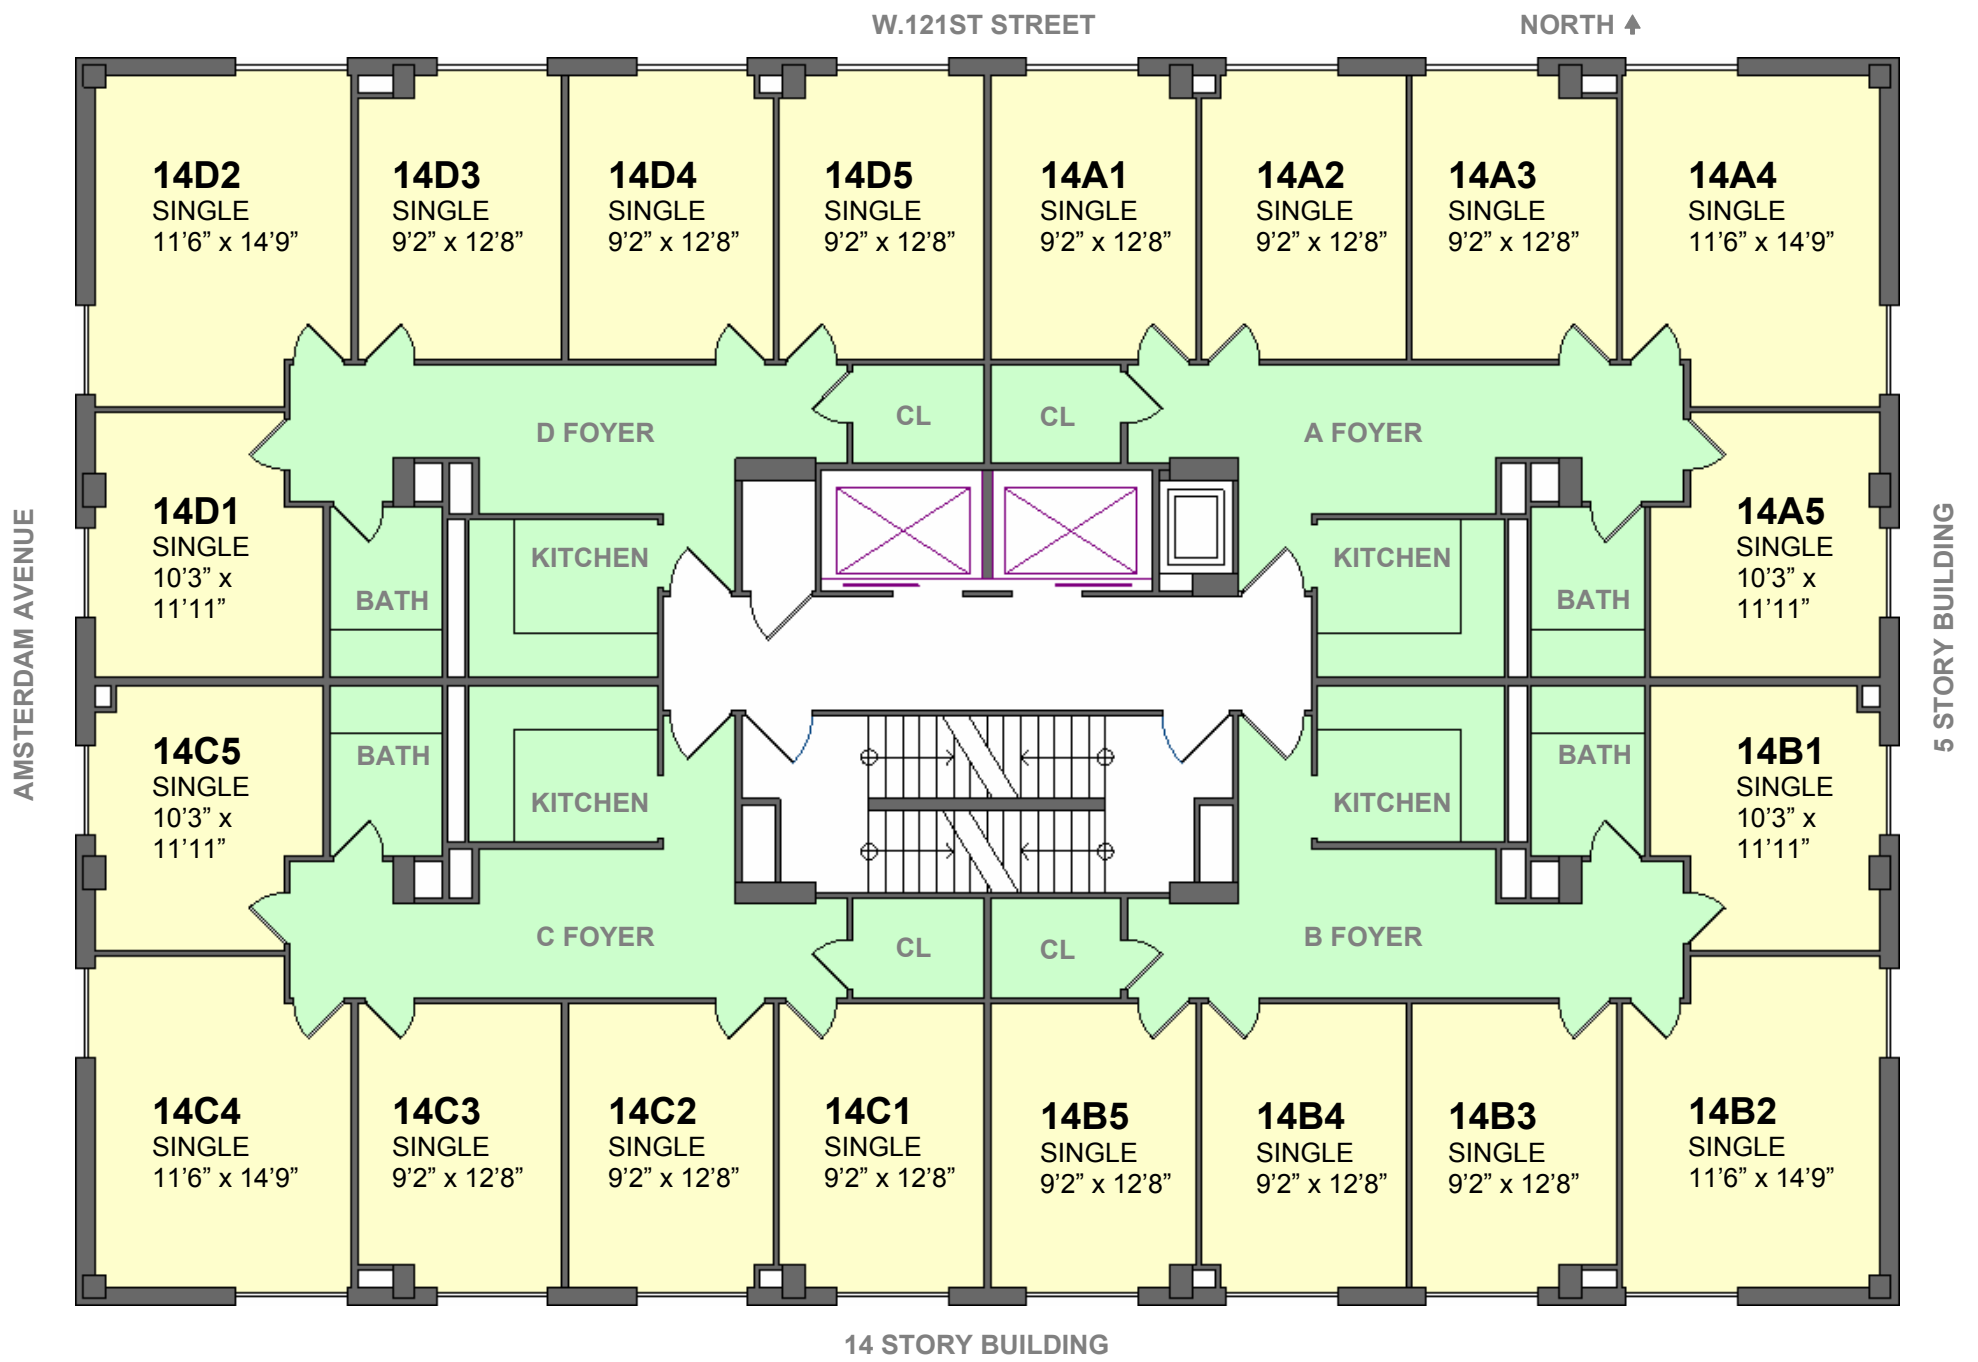 W.121ST STREET
NORTH
14D2
SINGLE
11’6” x 14’9”
14D3
SINGLE
9’2” x 12’8”
14D4
SINGLE
9’2” x 12’8”
14D5
SINGLE
9’2” x 12’8”
14A1
SINGLE
9’2” x 12’8”
14A2
SINGLE
9’2” x 12’8”
14A3
SINGLE
9’2” x 12’8”
14A4
SINGLE
11’6” x 14’9”
D FOYER
CL
CL
A FOYER
AMSTERDAM AVENUE
14D1
SINGLE
10’3” x
11’11”
BATH
KITCHEN
KITCHEN
BATH
14A5
SINGLE
10’3” x
11’11”
5 STORY BUILDING
14C5
SINGLE
10’3” x
11’11”
BATH
KITCHEN
KITCHEN
BATH
14B1
SINGLE
10’3” x
11’11”
C FOYER
CL
CL
B FOYER
14C4
SINGLE
11’6” x 14’9”
14C3
SINGLE
9’2” x 12’8”
14C2
SINGLE
9’2” x 12’8”
14C1
SINGLE
9’2” x 12’8”
14B5
SINGLE
9’2” x 12’8”
14B4
SINGLE
9’2” x 12’8”
14B3
SINGLE
9’2” x 12’8”
14B2
SINGLE
11’6” x 14’9”
14 STORY BUILDING